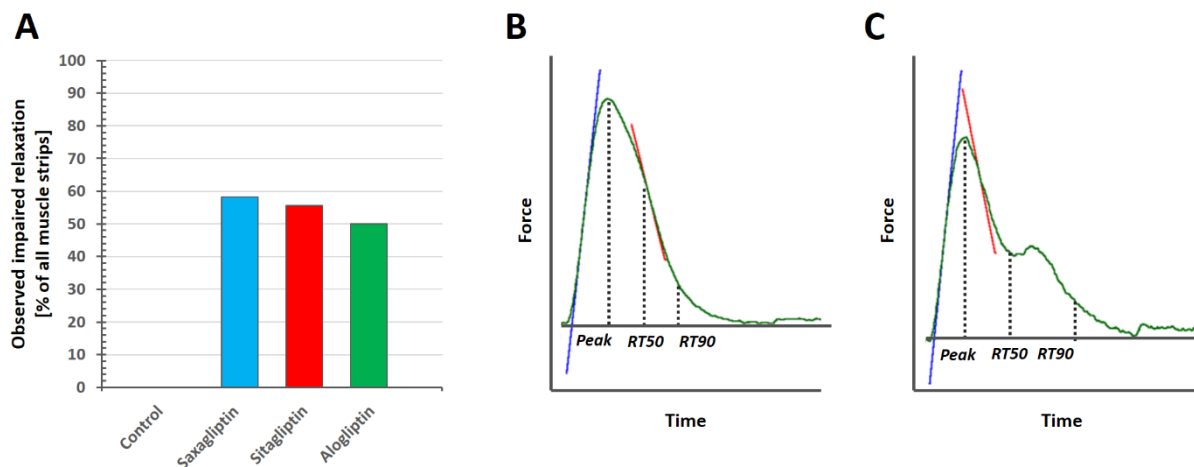 A
Observed impaired relaxation
[% of all muscle strips]
100
90
80
70
60
50
40
30
20
10
0
Control
Saxagliptin
Sitagliptin
Alogliptin
B
Force
Peak RT50 RT90
Time
C
Force
Peak RT50 RT90
Time